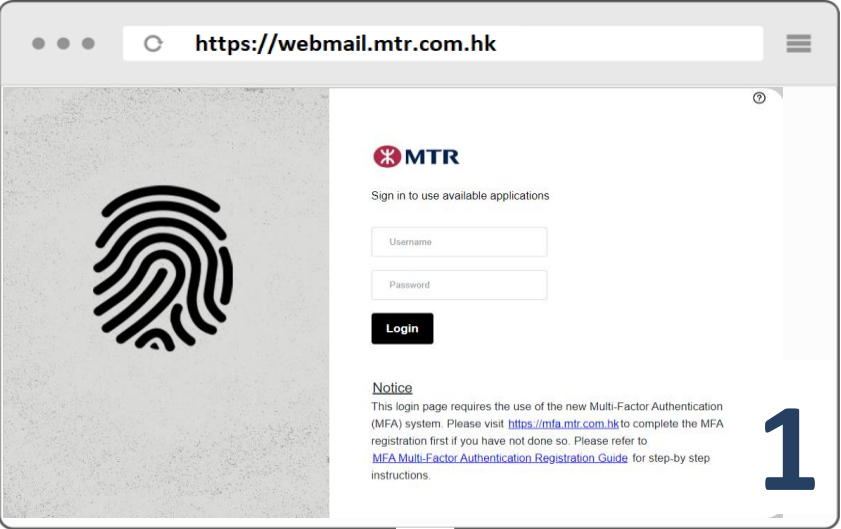 https://webmail.mtr.com.hk
?
MTR
Sign in to use available applications
Username
Password
Login
Notice
This login page requires the use of the new Multi-Factor Authentication
(MFA) system. Please visit https://mfa.mtr.com.hk to complete the MFA
registration first if you have not done so. Please refer to
MFA Multi-Factor Authentication Registration Guide for step-by step
instructions.
1